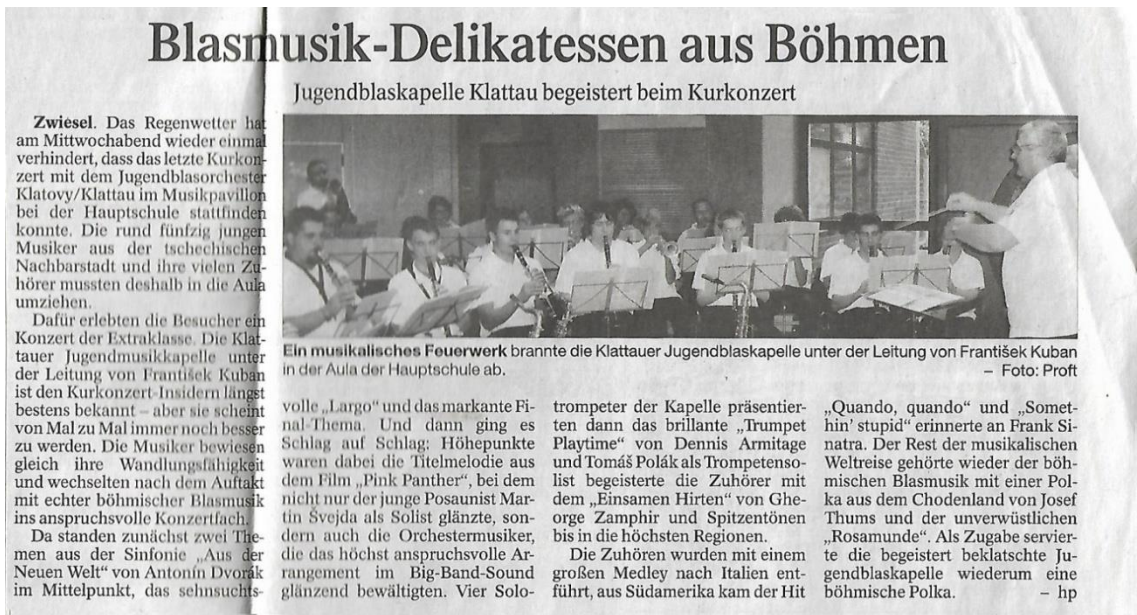 Blasmusik-Delikatessen aus Böhmen
Jugendblaskapelle Klattau begeistert beim Kurkonzert
Zwiesel. Das Regenwetter hat
am Mittwochabend wieder einmal
verhindert, dass das letzte Kurkon-
zert mit dem Jugendblasorchester
Klatovy/Klattau im Musikpavillon
bei der Hauptschule stattfinden
konnte. Die rund fünfzig jungen
Musiker aus der tschechischen
Nachbarstadt und ihre vielen Zu-
hörer mussten deshalb in die Aula
umziehen.
Dafür erlebten die Besucher ein
Konzert der Extraklasse. Die Klat-
tauer Jugendmusikkapelle unter
der Leitung von František Kuban
ist den Kurkonzert-Insidern längst
bestens bekannt – aber sie scheint
von Mal zu Mal immer noch besser
zu werden. Die Musiker bewiesen
gleich ihre Wandlungsfähigkeit
und wechselten nach dem Auftakt
mit echter böhmischer Blasmusik
ins anspruchsvolle Konzertfach.
Da standen zunächst zwei The-
men aus der Sinfonie „Aus der
Neuen Welt“ von Antonín Dvořák
im Mittelpunkt, das sehnsuchts-
Ein musikalisches Feuerwerk brannte die Klattauer Jugendblaskapelle unter der Leitung von František Kuban
in der Aula der Hauptschule ab. – Foto: Proft
volle „Largo“ und das markante Fi-
nal-Thema. Und dann ging es
Schlag auf Schlag: Höhepunkte
waren dabei die Titelmelodie aus
dem Film „Pink Panther“, bei dem
nicht nur der junge Posaunist Mar-
tin Švejda als Solist glänzte, son-
dern auch die Orchestermusiker,
die das höchst anspruchsvolle Ar-
rangement im Big-Band-Sound
glänzend bewältigten. Vier Solo-
trompeter der Kapelle präsentier-
ten dann das brillante „Trumpet
Playtime“ von Dennis Armitage
und Tomáš Polák als Trompetenso-
list begeisterte die Zuhörer mit
dem „Einsamen Hirten“ von Ghe-
orge Zamphir und Spitzentönen
bis in die höchsten Regionen.
Die Zuhören wurden mit einem
großen Medley nach Italien ent-
führt, aus Südamerika kam der Hit
„Quando, quando“ und „Somet-
hin’ stupid“ erinnerte an Frank Si-
natra. Der Rest der musikalischen
Weltreise gehörte wieder der böh-
mischen Blasmusik mit einer Pol-
ka aus dem Chodenland von Josef
Thums und der unverwüstlichen
„Rosamunde“. Als Zugabe servier-
te die begeistert beklatschte Ju-
gendblaskapelle wiederum eine
böhmische Polka. – hp